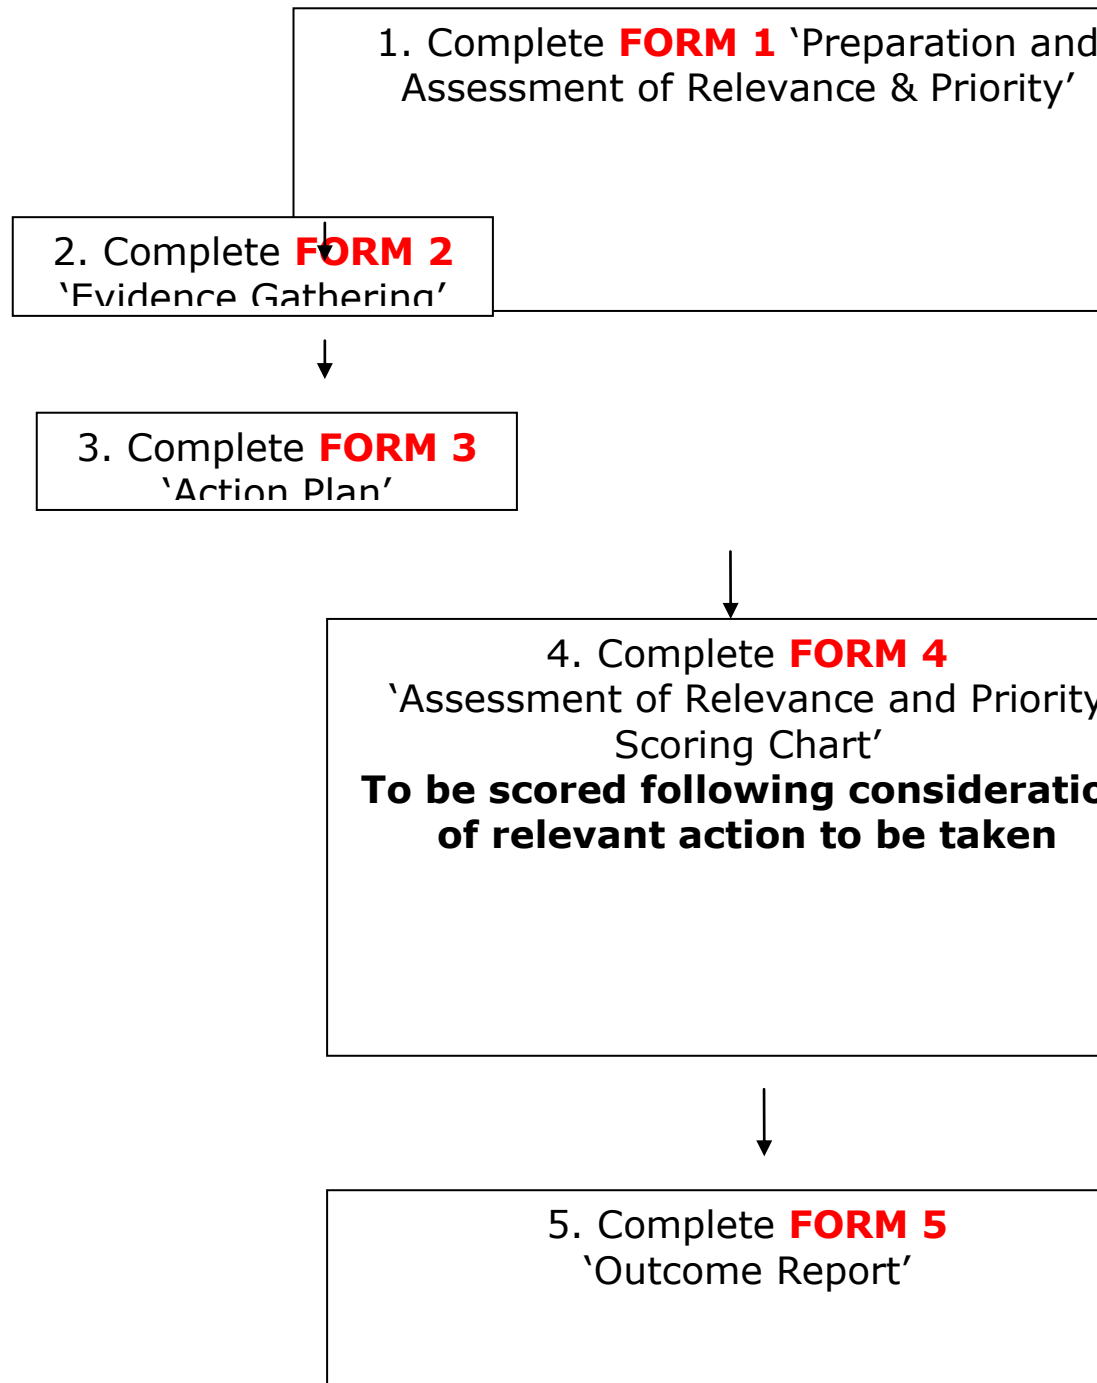 1. Complete FORM 1 ‘Preparation and
Assessment of Relevance & Priority’
2. Complete FORM 2
‘Evidence Gathering’
3. Complete FORM 3
‘Action Plan’
4. Complete FORM 4
‘Assessment of Relevance and Priority
Scoring Chart’
To be scored following consideratio
of relevant action to be taken
5. Complete FORM 5
‘Outcome Report’